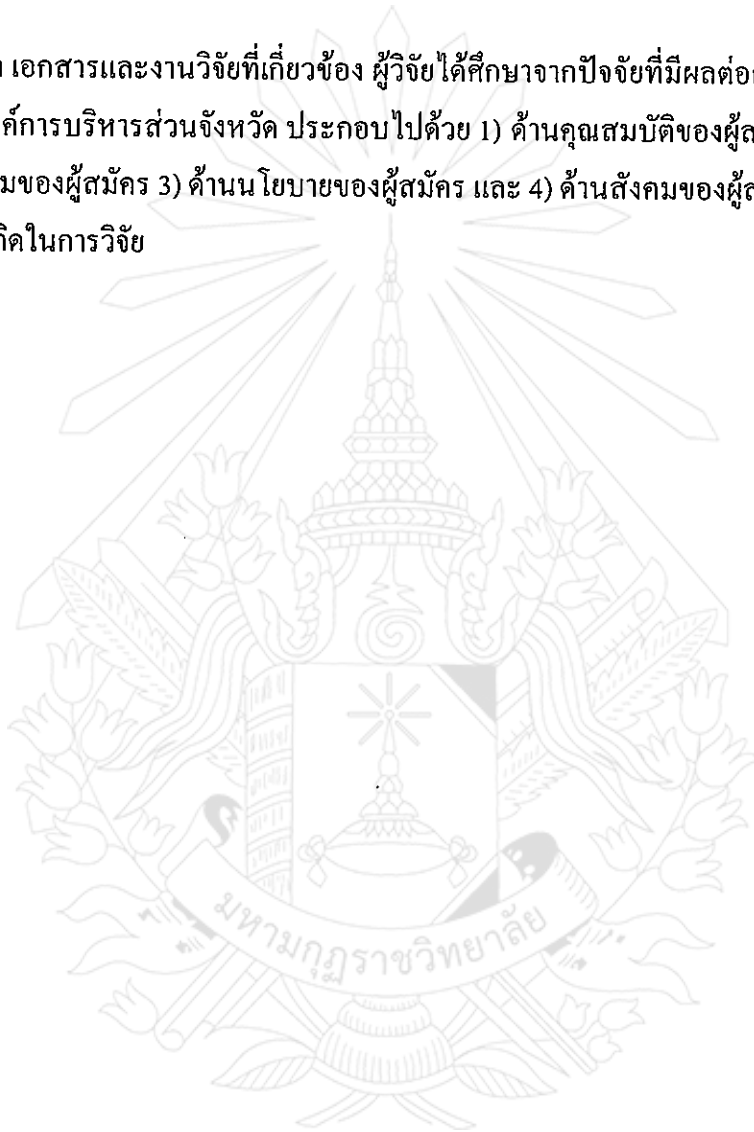 เอกสารและงานวิจัยที่เกี่ยวข้อง ผู้วิจัยได้ศึกษาจากปัจจัยที่มีผลต่อ
ค์การบริหารส่วนจังหวัด ประกอบไปด้วย 1) ด้านคุณสมบัติของผู้ส
มของผู้สมัคร 3) ด้านนโยบายของผู้สมัคร และ 4) ด้านสังคมของผู้ส
คิดในการวิจัย
มหามกุฏราชวิทยาลัย